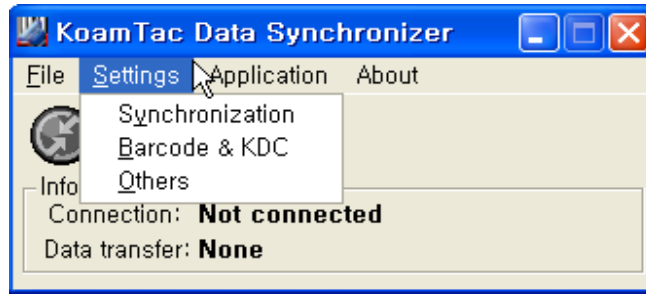 KoamTac Data Synchronizer
File Settings Application About
Synchronization
Barcode & KDC
Others
Info
Connection: Not connected
Data transfer: None